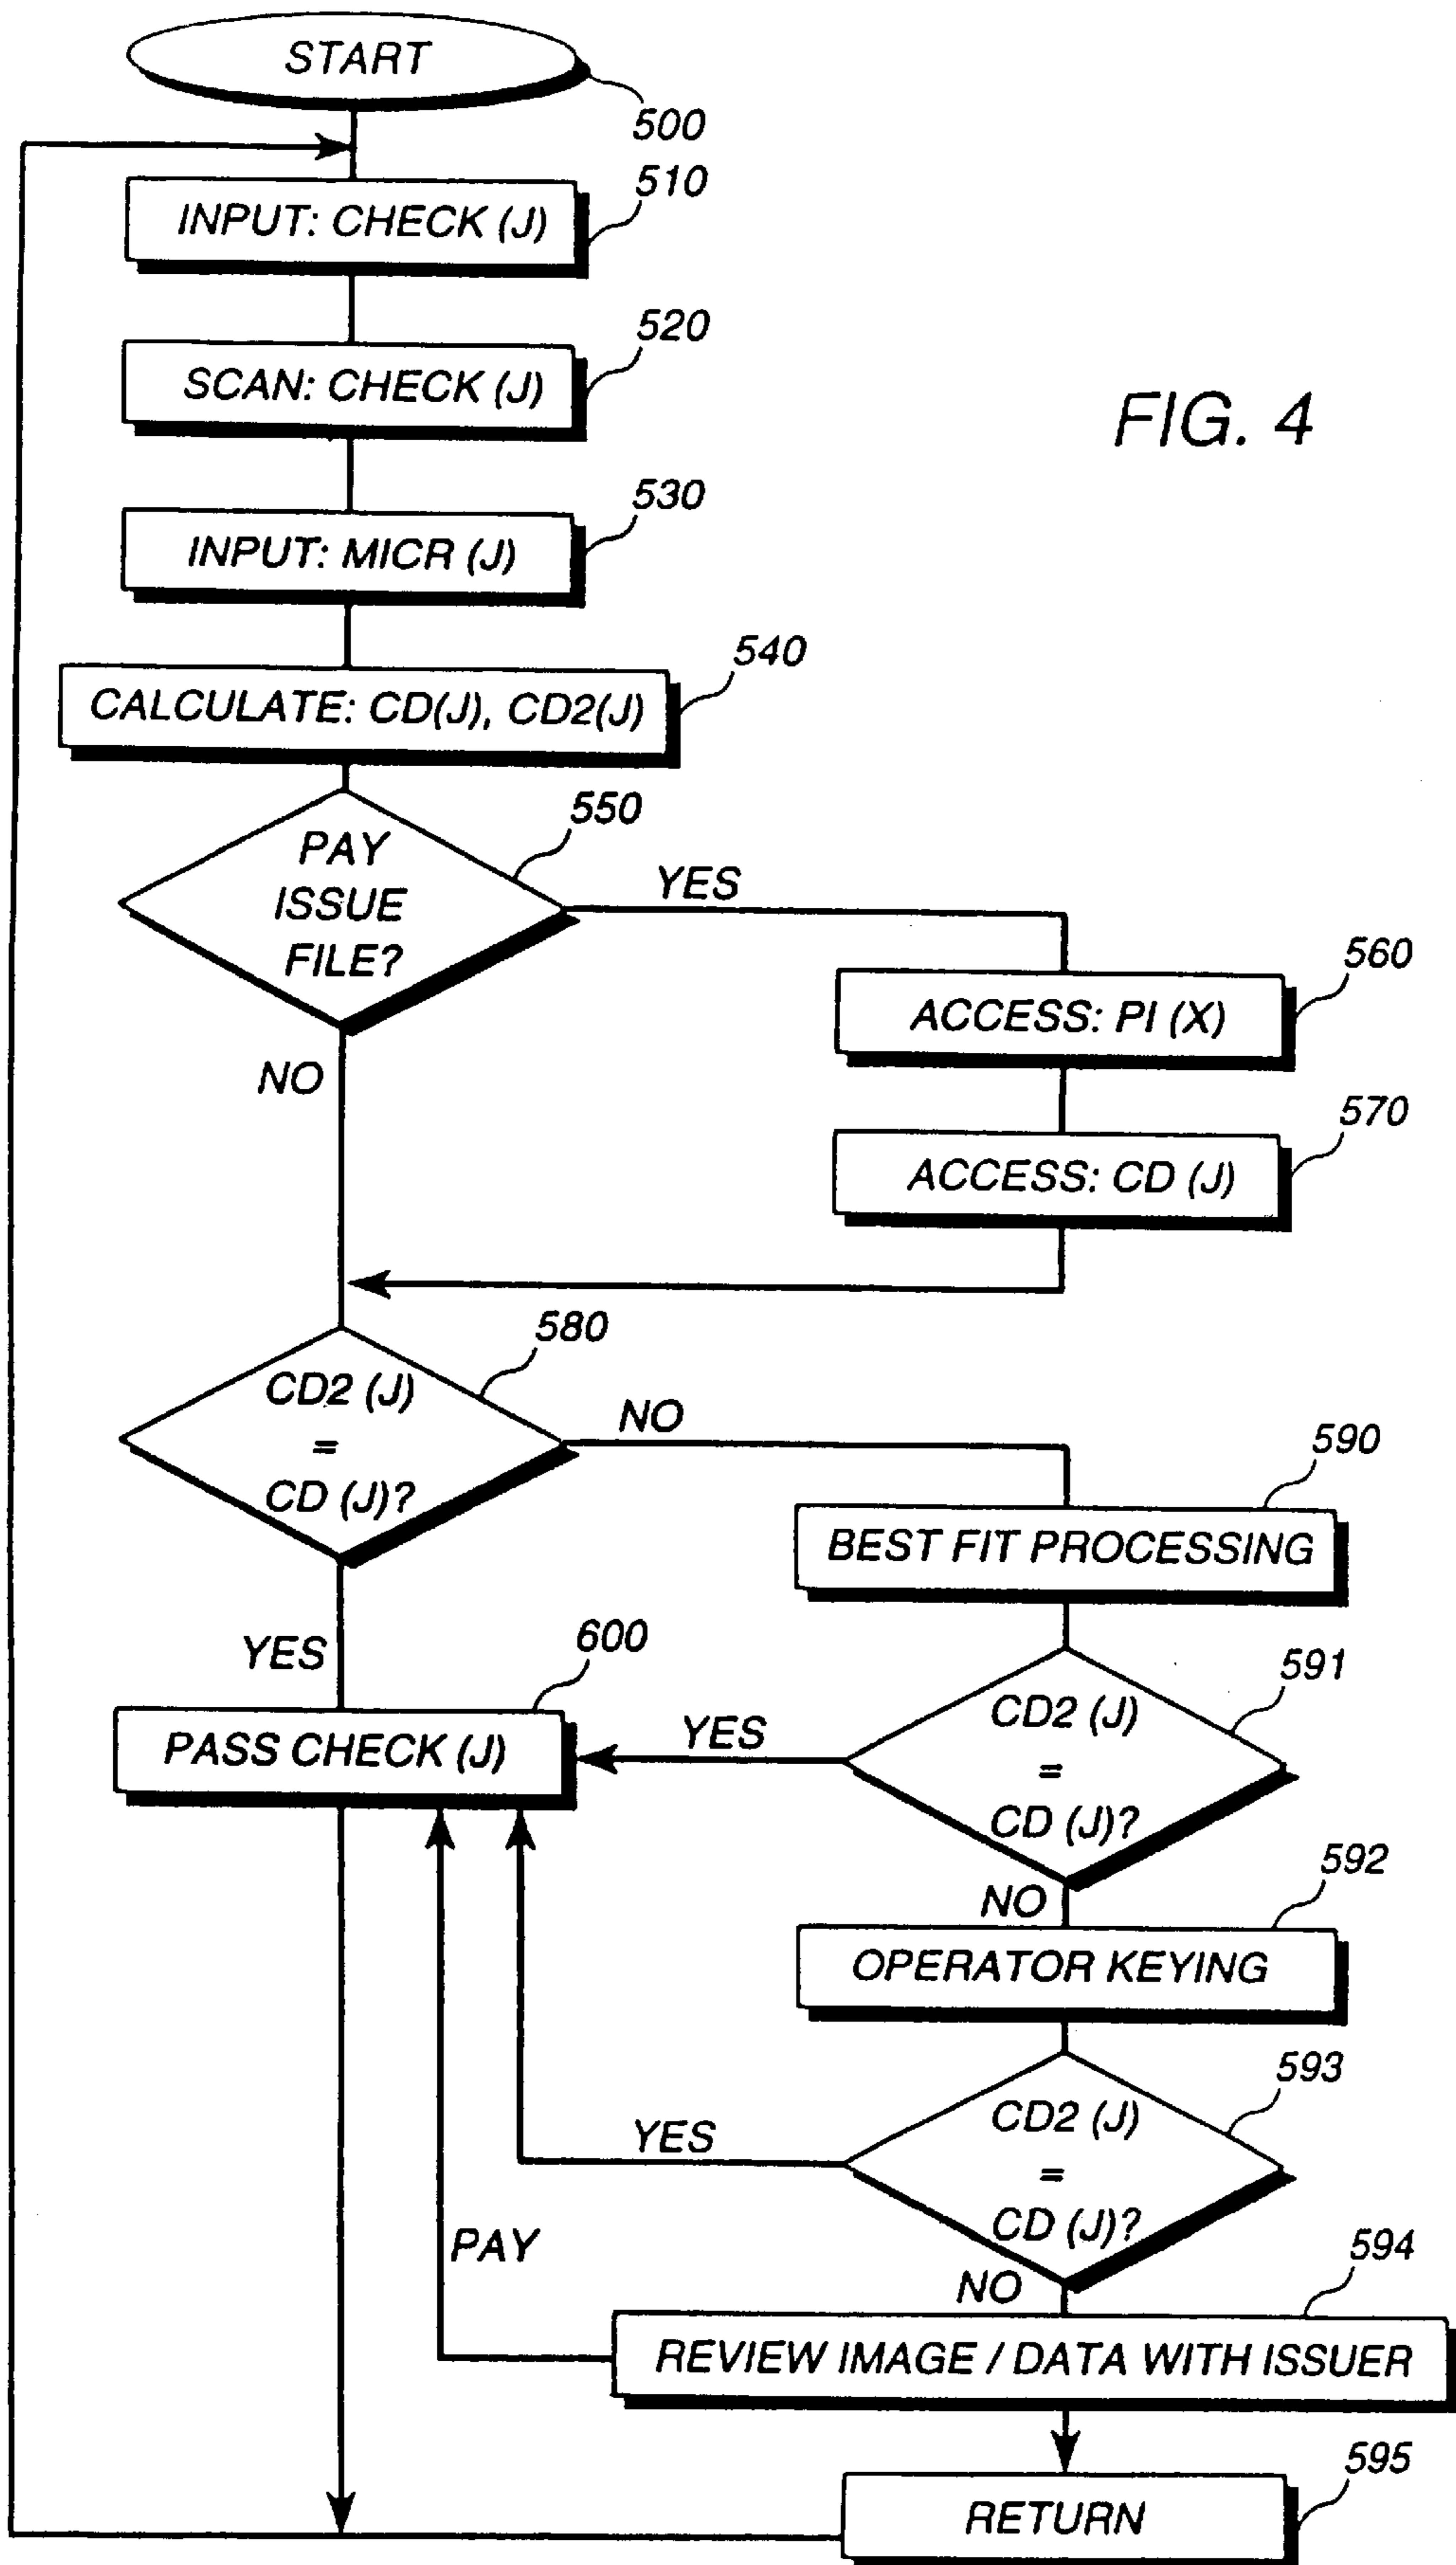 START
500
510
INPUT: CHECK (J)
520
SCAN: CHECK (J)
FIG. 4
530
INPUT: MICR (J)
540
CALCULATE: CD(J), CD2(J)
550
PAY
ISSUE
FILE?
YES
NO
560
ACCESS: PI (X)
570
ACCESS: CD (J)
580
CD2 (J)
=
CD (J)?
NO
YES
590
BEST FIT PROCESSING
600
PASS CHECK (J)
591
CD2 (J)
=
CD (J)?
YES
NO
592
OPERATOR KEYING
593
CD2 (J)
=
CD (J)?
YES
NO
PAY
594
REVIEW IMAGE / DATA WITH ISSUER
595
RETURN